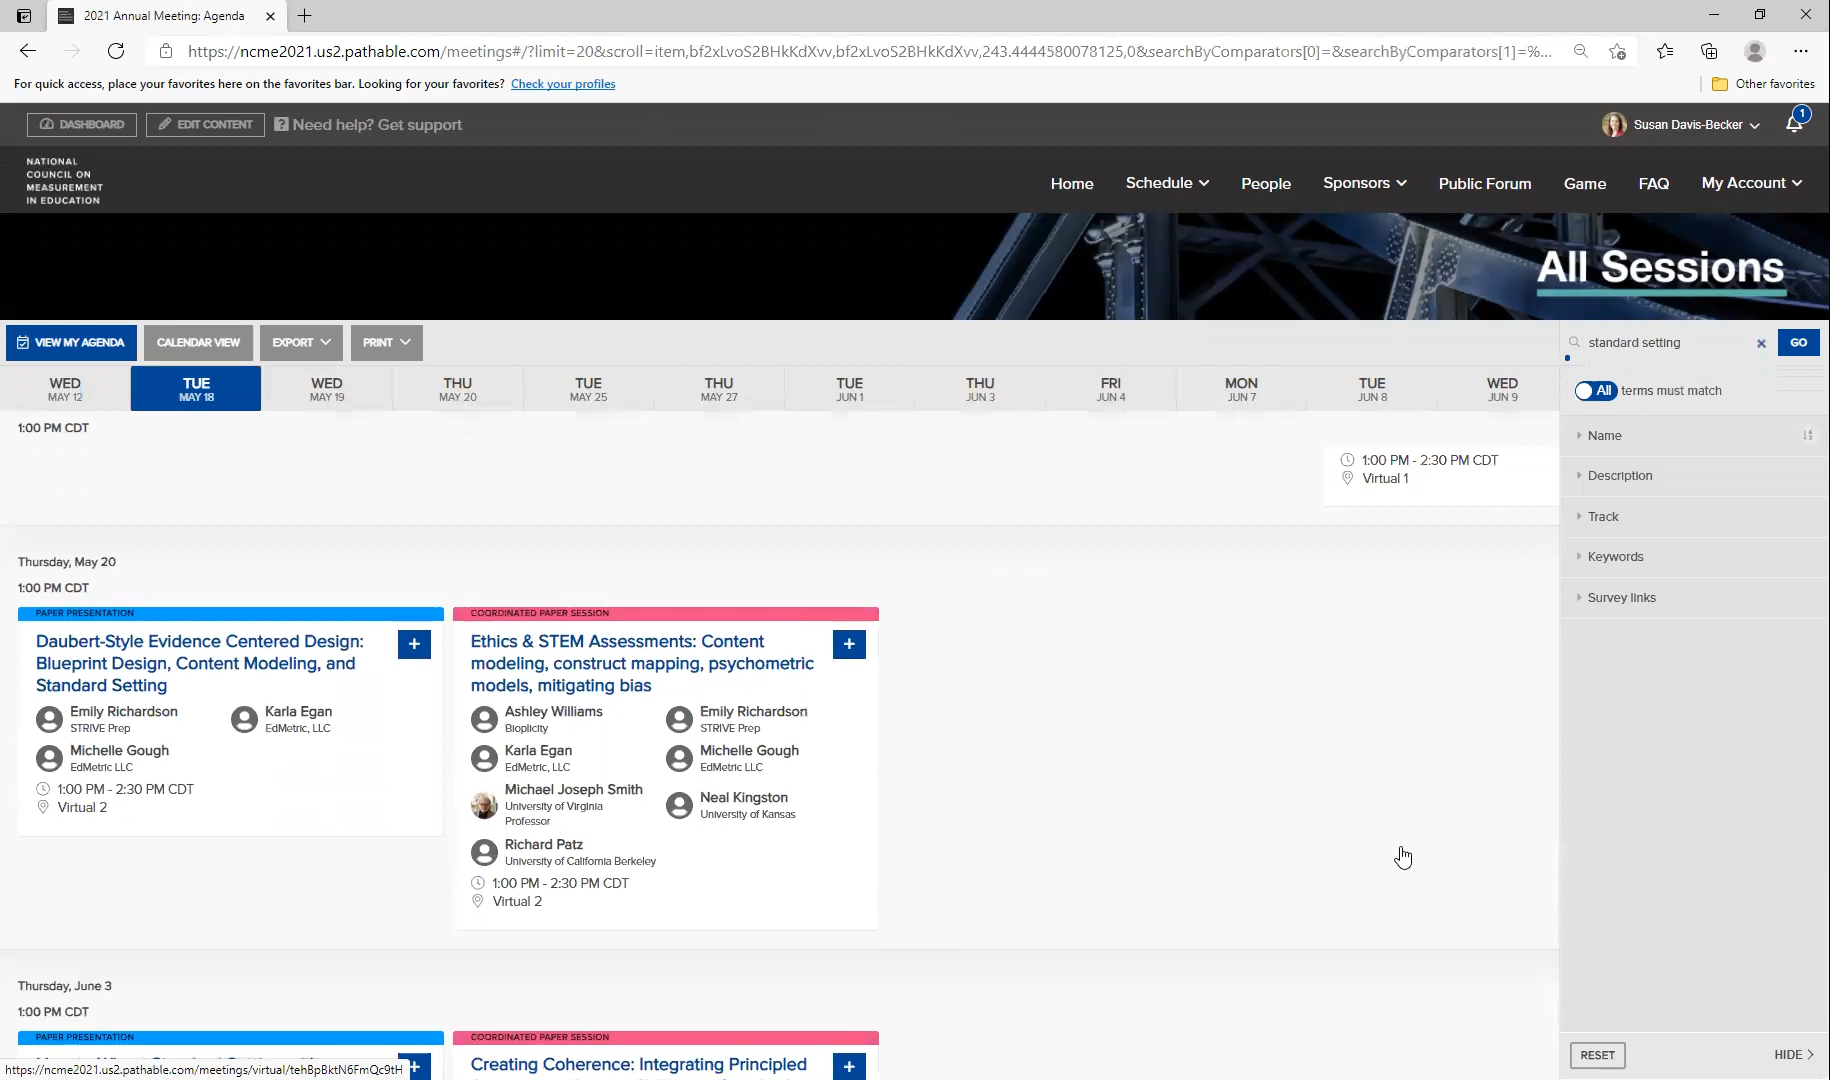 2021 Annual Meeting: Agenda
https://ncme2021.us2.pathable.com/meetings#/?limit=20&scroll=item,bf2xLvoS2BHkKdXvv,bf2xLvoS2BHkKdXvv,243.4444580078125,0&searchByComparators[0]=&searchByComparators[1]=%...
For quick access, place your favorites here on the favorites bar. Looking for your favorites? Check your profiles
Other favorites
DASHBOARD
EDIT CONTENT
Need help? Get support
Susan Davis-Becker
1
NATIONAL
COUNCIL ON
MEASUREMENT
IN EDUCATION
Home
Schedule
People
Sponsors
Public Forum
Game
FAQ
My Account
All Sessions
VIEW MY AGENDA
CALENDAR VIEW
EXPORT
PRINT
standard setting
GO
WED
MAY 12
TUE
MAY 18
WED
MAY 19
THU
MAY 20
TUE
MAY 25
THU
MAY 27
TUE
JUN 1
THU
JUN 3
FRI
JUN 4
MON
JUN 7
TUE
JUN 8
WED
JUN 9
All terms must match
Name
Description
Track
Keywords
Survey links
1:00 PM CDT
1:00 PM - 2:30 PM CDT
Virtual 1
Thursday, May 20
1:00 PM CDT
PAPER PRESENTATION
Daubert-Style Evidence Centered Design:
Blueprint Design, Content Modeling, and
Standard Setting
Emily Richardson
STRIVE Prep
Karla Egan
EdMetric, LLC
Michelle Gough
EdMetric LLC
1:00 PM - 2:30 PM CDT
Virtual 2
COORDINATED PAPER SESSION
Ethics & STEM Assessments: Content
modeling, construct mapping, psychometric
models, mitigating bias
Ashley Williams
Bioplicity
Emily Richardson
STRIVE Prep
Karla Egan
EdMetric, LLC
Michelle Gough
EdMetric LLC
Michael Joseph Smith
University of Virginia
Professor
Neal Kingston
University of Kansas
Richard Patz
University of California Berkeley
1:00 PM - 2:30 PM CDT
Virtual 2
Thursday, June 3
1:00 PM CDT
PAPER PRESENTATION
COORDINATED PAPER SESSION
Creating Coherence: Integrating Principled
https://ncme2021.us2.pathable.com/meetings/virtual/tehBpBktN6FmQc9tH
RESET
HIDE